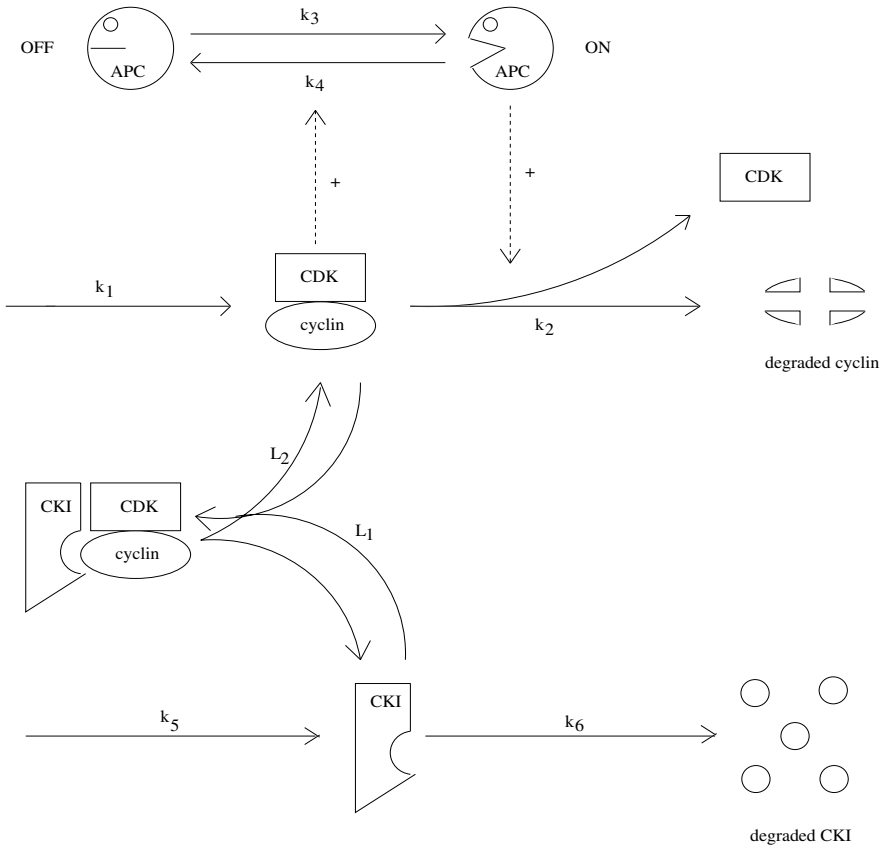 k3
OFF
APC
APC
ON
k4
+
+
CDK
k1
CDK
cyclin
k2
degraded cyclin
L2
CKI
CDK
L1
cyclin
k5
CKI
k6
degraded CKI